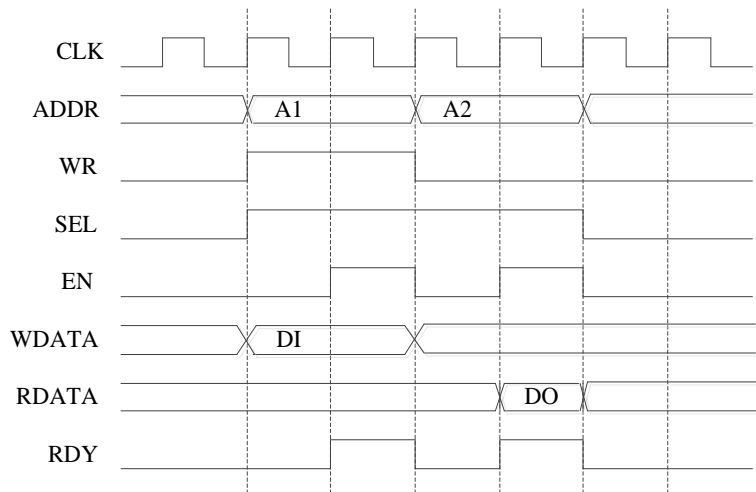 CLK
ADDR A1 A2
WR
SEL
EN
WDATA DI
RDATA DO
RDY